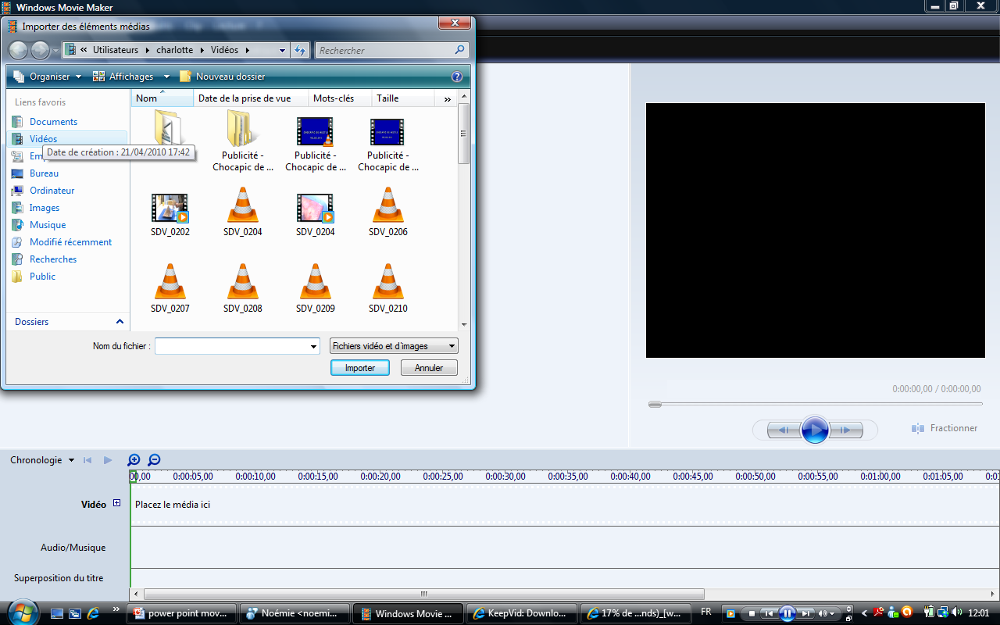 Windows Movie Maker
Importer des éléments médias
« Utilisateurs charlotte Vidéos
Rechercher
Organiser Affichages Nouveau dossier
Liens favoris
Documents
Vidéos
Bureau
Ordinateur
Images
Musique
Modifié récemment
Recherches
Public
Dossiers
Date de création : 21/04/2010 17:42
Nom Date de la prise de vue Mots-clés Taille »
Publicité - Chocapic de ...
Publicité - Chocapic de ...
Publicité - Chocapic de ...
SDV_0202 SDV_0204 SDV_0204 SDV_0206
SDV_0207 SDV_0208 SDV_0209 SDV_0210
Nom du fichier :
Fichiers vidéo et d'images
Importer Annuler
0:00:00,00 / 0:00:00,00
Fractionner
Chronologie
00,00 0:00:05,00 0:00:10,00 0:00:15,00 0:00:20,00 0:00:25,00 0:00:30,00 0:00:35,00 0:00:40,00 0:00:45,00 0:00:50,00 0:00:55,00 0:01:00,00 0:01:05,00
Vidéo
Placez le média ici
Audio/Musique
Superposition du titre
» power point mov... Noémie <noemi... Windows Movie ... KeepVid: Downlo... 17% de ...nds)_[w... FR 12:01